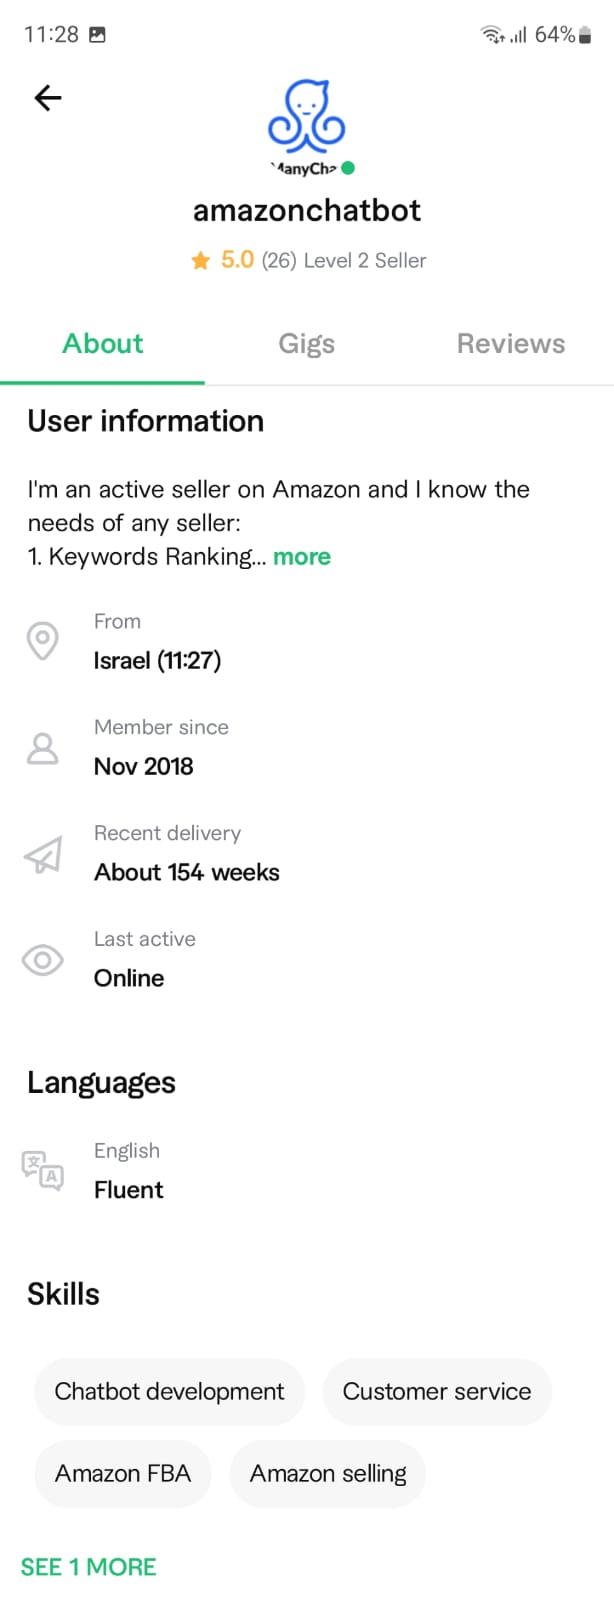 11:28
64%
amazonchatbot
5.0 (26) Level 2 Seller
About Gigs Reviews
User information
I'm an active seller on Amazon and I know the
needs of any seller:
1. Keywords Ranking... more
From
Israel (11:27)
Member since
Nov 2018
Recent delivery
About 154 weeks
Last active
Online
Languages
English
Fluent
Skills
Chatbot development Customer service
Amazon FBA Amazon selling
SEE 1 MORE